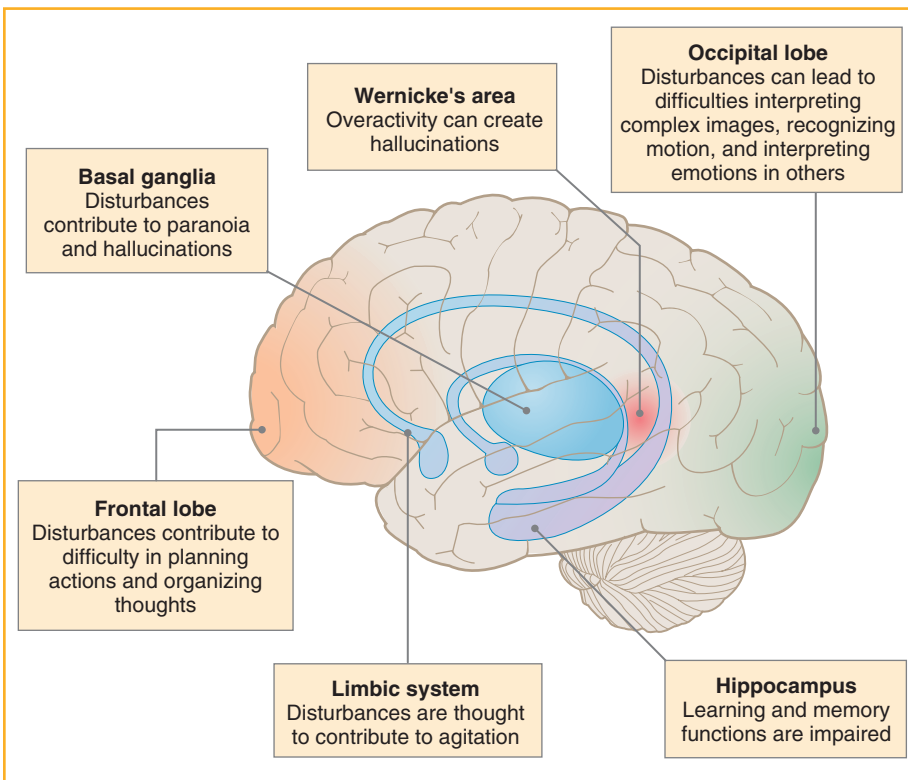 Occipital lobe
Disturbances can lead to
difficulties interpreting
complex images, recognizing
motion, and interpreting
emotions in others
Wernicke's area
Overactivity can create
hallucinations
Basal ganglia
Disturbances
contribute to paranoia
and hallucinations
Frontal lobe
Disturbances contribute to
difficulty in planning
actions and organizing
thoughts
Limbic system
Disturbances are thought
to contribute to agitation
Hippocampus
Learning and memory
functions are impaired